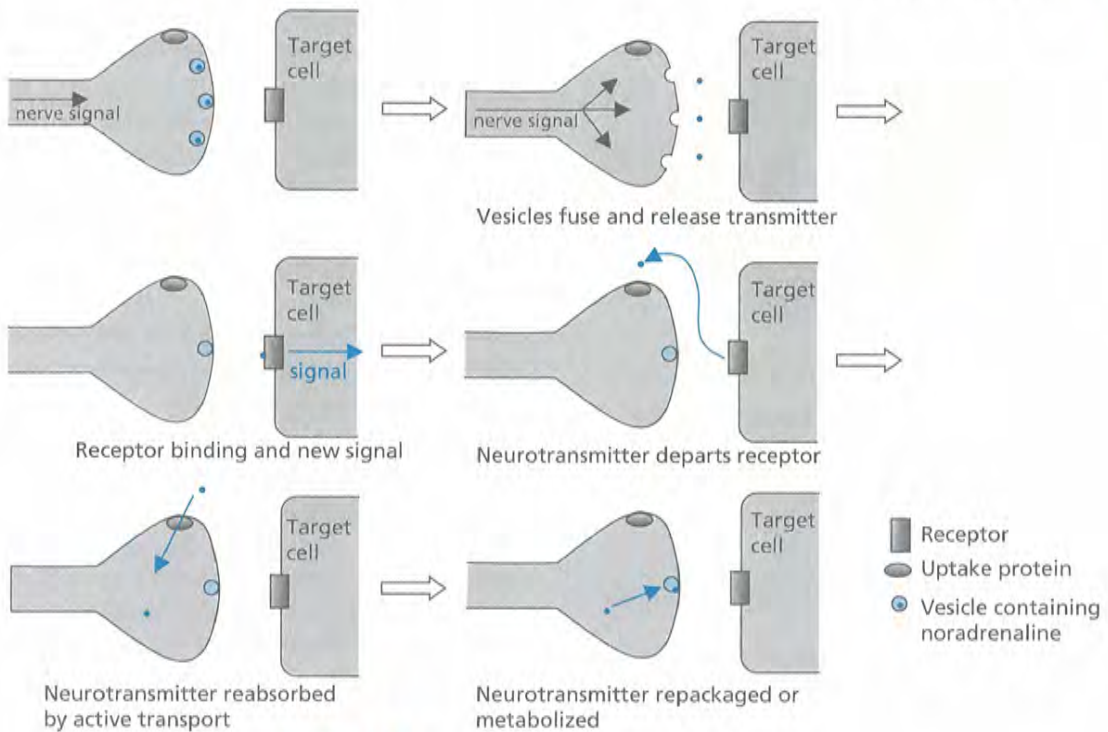 Target
cell
nerve signal
Target
cell
nerve signal
Vesicles fuse and release transmitter
Target
cell
signal
Receptor binding and new signal
Target
cell
Neurotransmitter departs receptor
Target
cell
Neurotransmitter reabsorbed
by active transport
Target
cell
Neurotransmitter repackaged or
metabolized
Receptor
Uptake protein
Vesicle containing
noradrenaline